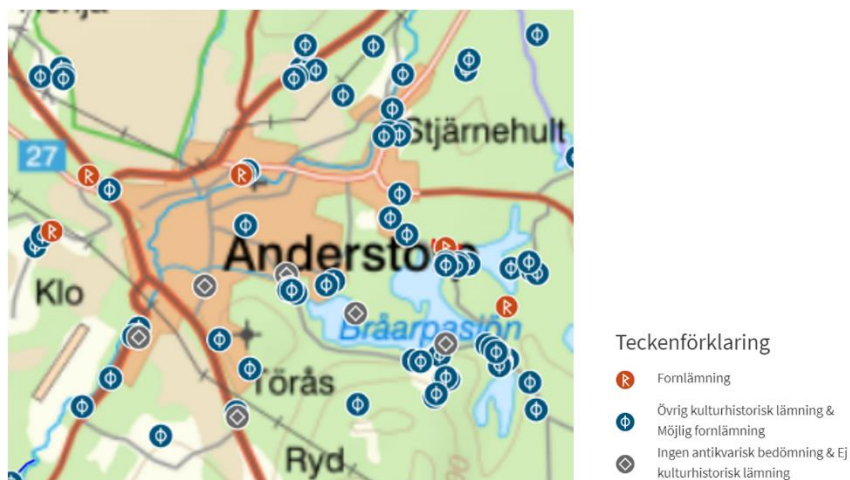 27
Stjärnehult
Anderstorp
Klo
Bråarpasjön
Törås
Ryd
Teckenförklaring
Fornlämning
Övrig kulturhistorisk lämning &
Möjlig fornlämning
Ingen antikvarisk bedömning & Ej
kulturhistorisk lämning